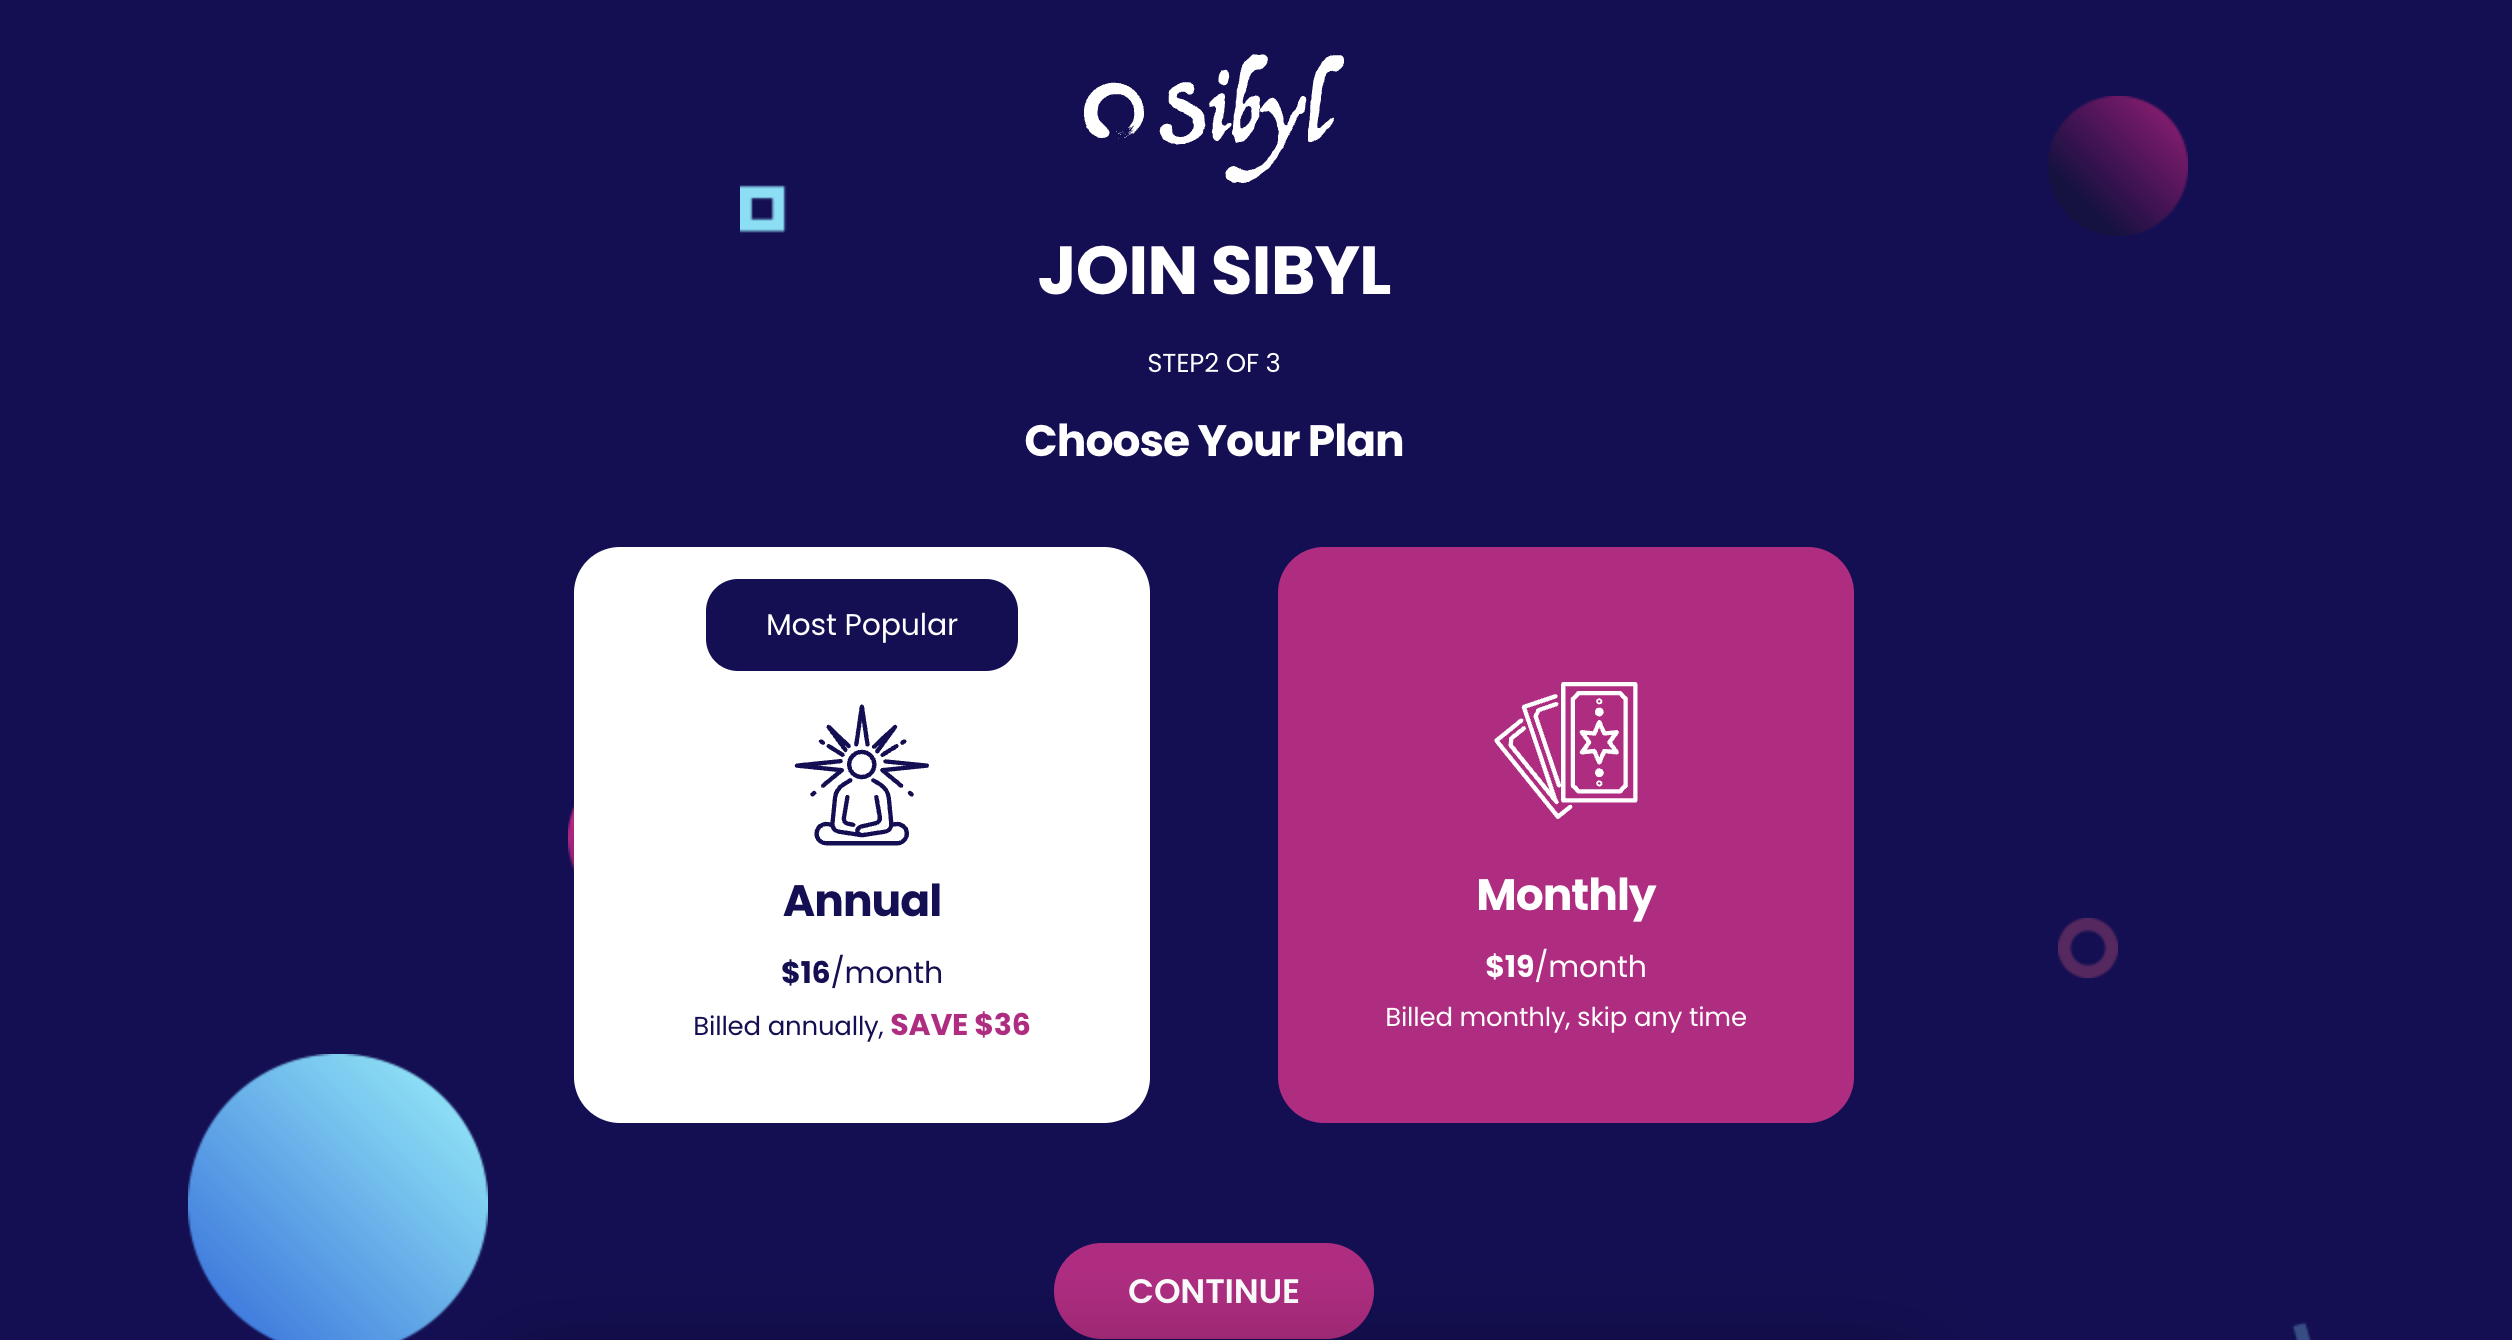 Sibyl
JOIN SIBYL
STEP2 OF 3
Choose Your Plan
Most Popular
Annual
$16/month
Billed annually, SAVE $36
Monthly
$19/month
Billed monthly, skip any time
CONTINUE